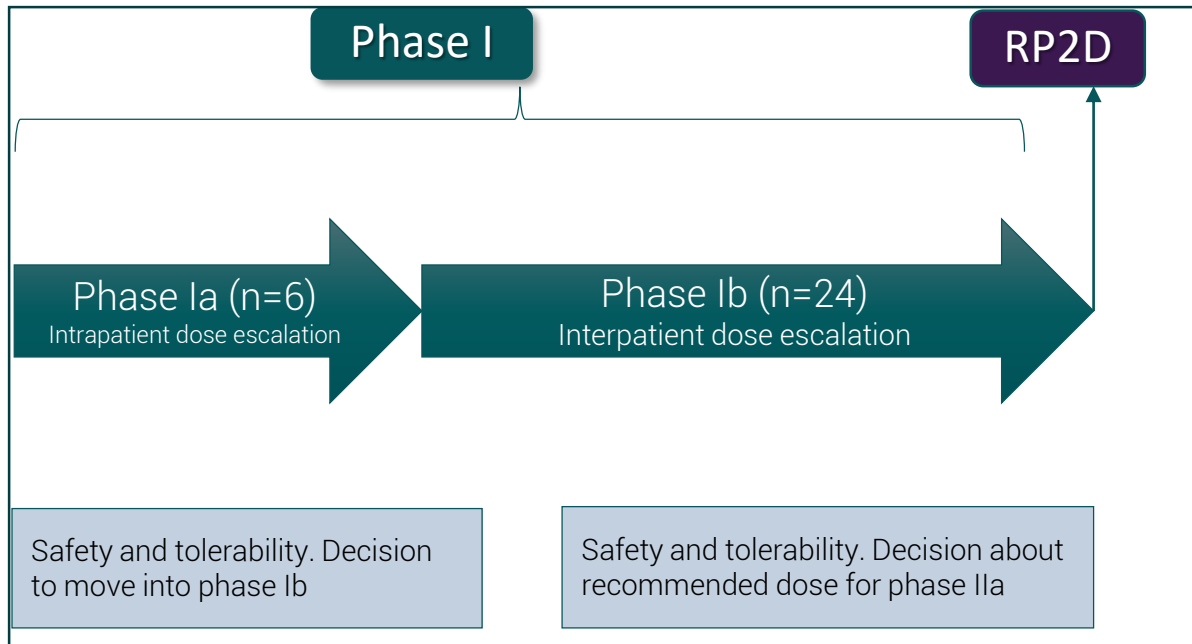 Phase I
RP2D
Phase Ia (n=6)
Intrapatient dose escalation
Phase Ib (n=24)
Interpatient dose escalation
Safety and tolerability. Decision
to move into phase Ib
Safety and tolerability. Decision about
recommended dose for phase IIa